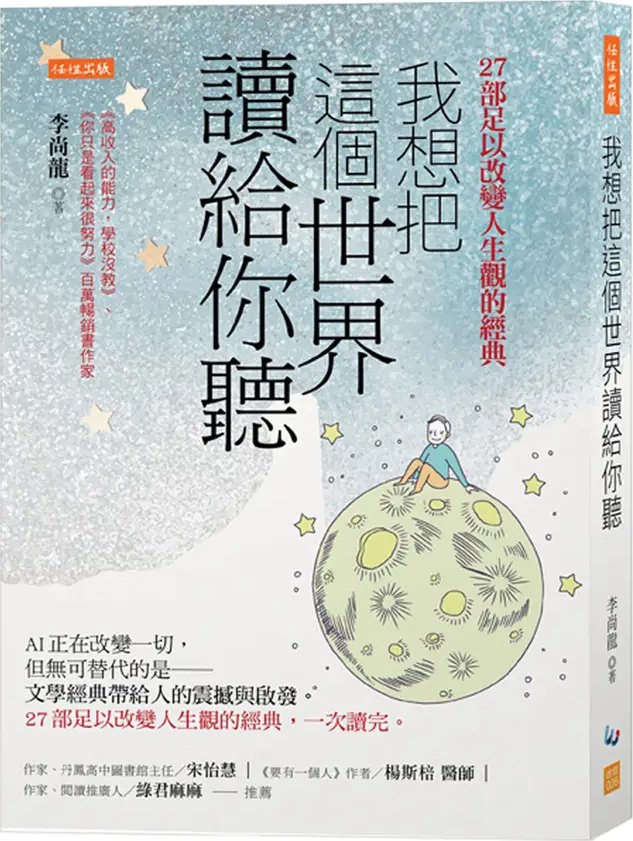 任性出版
27部足以改變人生觀的經典
我想把
這個世界
讀給你聽
《高收入的能力，學校沒教》、
《你只是看起來很努力》百萬暢銷書作家
李尚龍◎著
AI正在改變一切，
但無可替代的是——
文學經典帶給人的震撼與啟發。
27部足以改變人生觀的經典，一次讀完。
作家、丹鳳高中圖書館主任／宋怡慧｜《要有一個人》作者／楊斯棓 醫師｜
作家、閱讀推廣人／綠君麻麻 —— 推薦
任性出版
我想把這個世界讀給你聽
李尚龍◎著